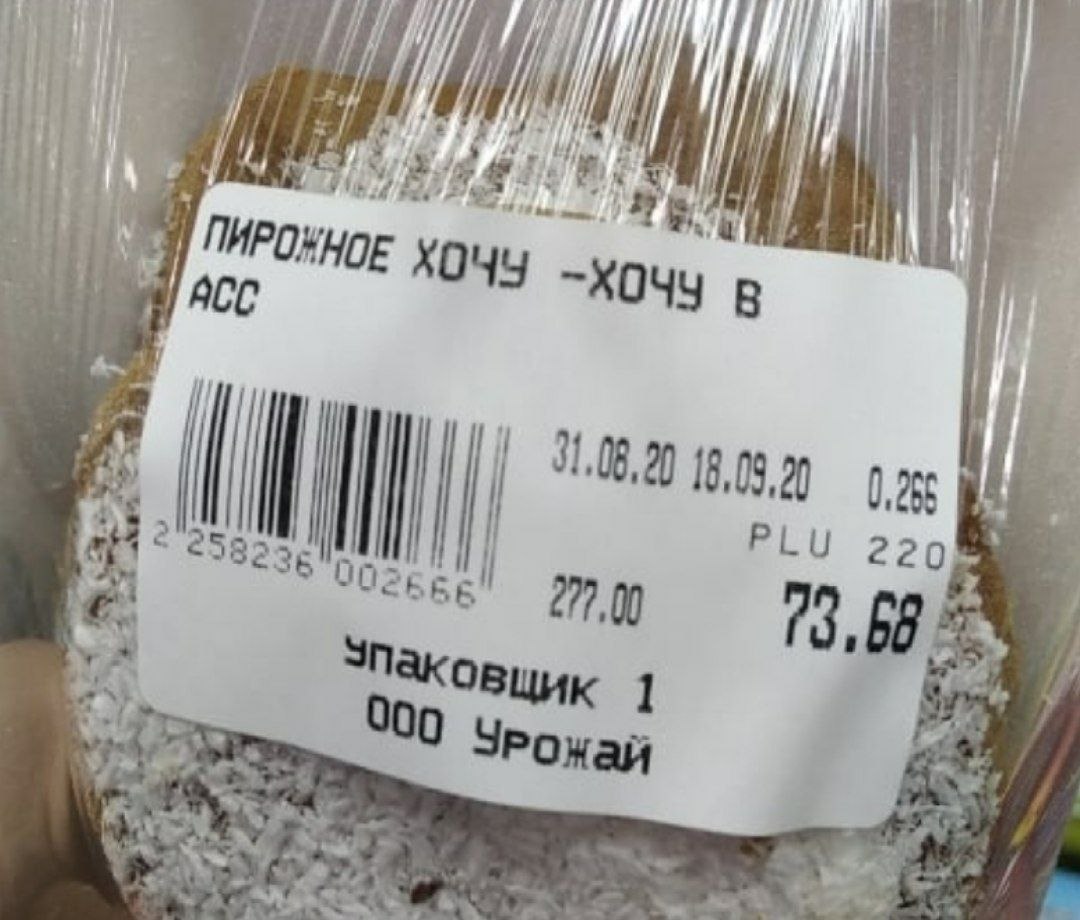 ПИРОЖНОЕ ХОЧУ -ХОЧУ В
АСС
31.08.20 18.09.20 0.266
PLU 220
2 258236 002666
277.00 73.68
Упаковщик 1
ООО Урожай